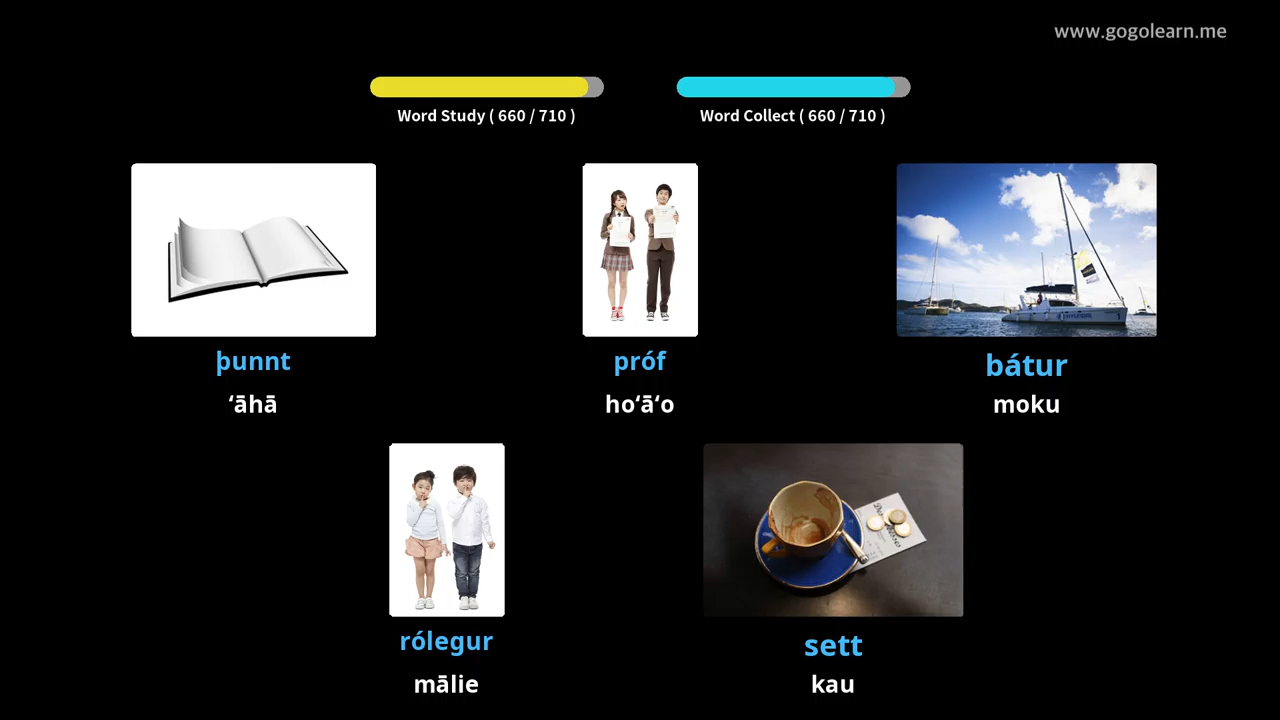 www.gogolearn.me
Word Study ( 660 / 710 )
Word Collect ( 660 / 710 )
þunnt
ʻāhā
próf
hoʻāʻo
bátur
moku
rólegur
mālie
sett
kau